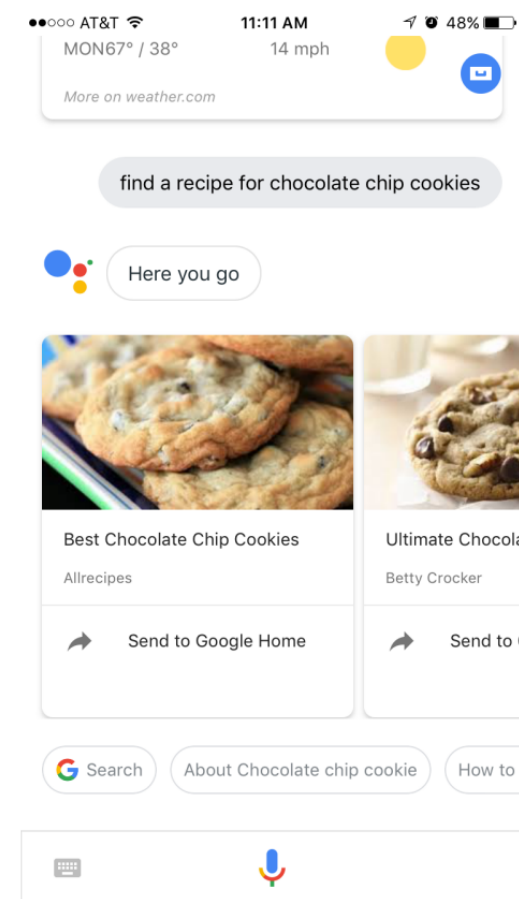 AT&T 11:11 AM 48%
MON67° / 38° 14 mph
More on weather.com
find a recipe for chocolate chip cookies
Here you go
Best Chocolate Chip Cookies
Allrecipes
Send to Google Home
Ultimate Chocola
Betty Crocker
Send to
Search
About Chocolate chip cookie
How to